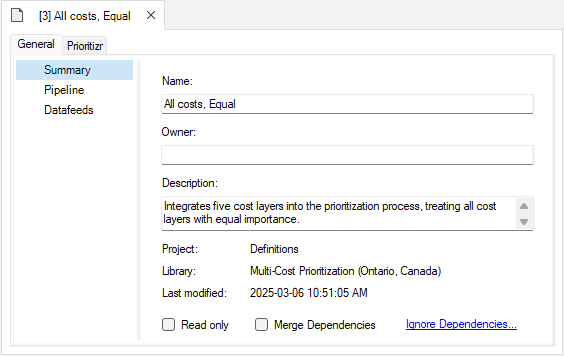 [3] All costs, Equal
General Prioritizr
Summary
Pipeline
Datafeeds
Name:
All costs, Equal
Owner:
Description:
Integrates five cost layers into the prioritization process, treating all cost
layers with equal importance.
Project: Definitions
Library: Multi-Cost Prioritization (Ontario, Canada)
Last modified: 2025-03-06 10:51:05 AM
Read only Merge Dependencies Ignore Dependencies...